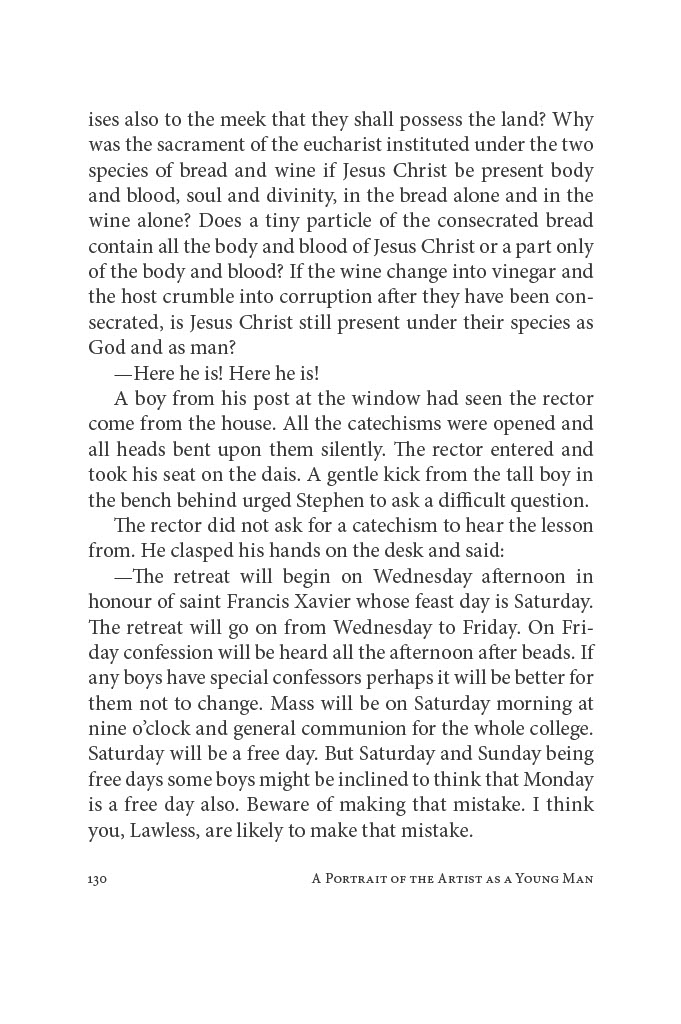 ises also to the meek that they shall possess the land? Why
was the sacrament of the eucharist instituted under the two
species of bread and wine if Jesus Christ be present body
and blood, soul and divinity, in the bread alone and in the
wine alone? Does a tiny particle of the consecrated bread
contain all the body and blood of Jesus Christ or a part only
of the body and blood? If the wine change into vinegar and
the host crumble into corruption after they have been con-
secrated, is Jesus Christ still present under their species as
God and as man?
—Here he is! Here he is!
A boy from his post at the window had seen the rector
come from the house. All the catechisms were opened and
all heads bent upon them silently. The rector entered and
took his seat on the dais. A gentle kick from the tall boy in
the bench behind urged Stephen to ask a difficult question.
The rector did not ask for a catechism to hear the lesson
from. He clasped his hands on the desk and said:
—The retreat will begin on Wednesday afternoon in
honour of saint Francis Xavier whose feast day is Saturday.
The retreat will go on from Wednesday to Friday. On Fri-
day confession will be heard all the afternoon after beads. If
any boys have special confessors perhaps it will be better for
them not to change. Mass will be on Saturday morning at
nine o’clock and general communion for the whole college.
Saturday will be a free day. But Saturday and Sunday being
free days some boys might be inclined to think that Monday
is a free day also. Beware of making that mistake. I think
you, Lawless, are likely to make that mistake.
130 A Portrait of the Artist as a Young Man